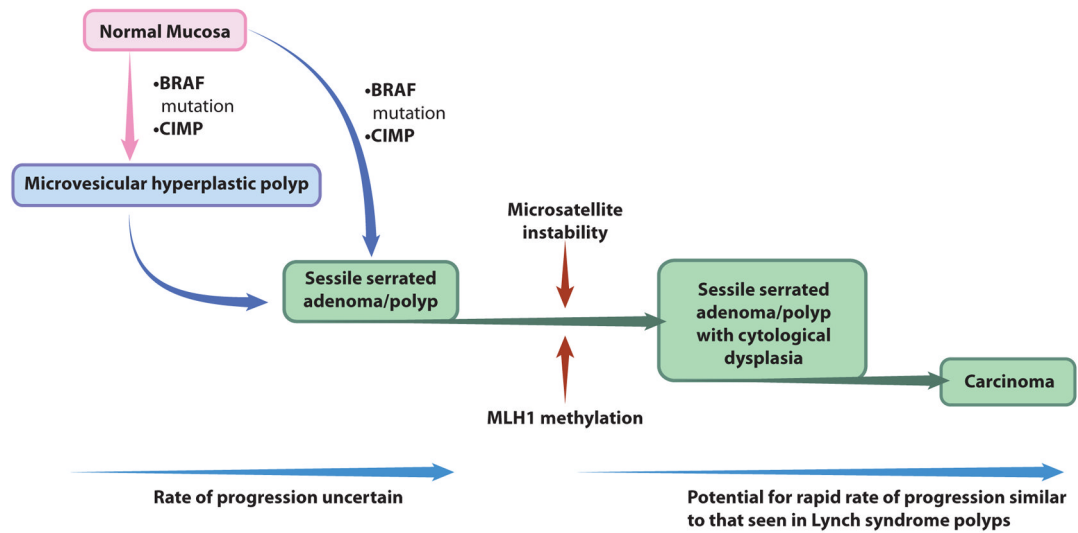 Normal Mucosa
•BRAF
mutation
•CIMP
•BRAF
mutation
•CIMP
Microvesicular hyperplastic polyp
Microsatellite
instability
Sessile serrated
adenoma/polyp
Sessile serrated
adenoma/polyp
with cytological
dysplasia
Carcinoma
MLH1 methylation
Rate of progression uncertain
Potential for rapid rate of progression similar
to that seen in Lynch syndrome polyps